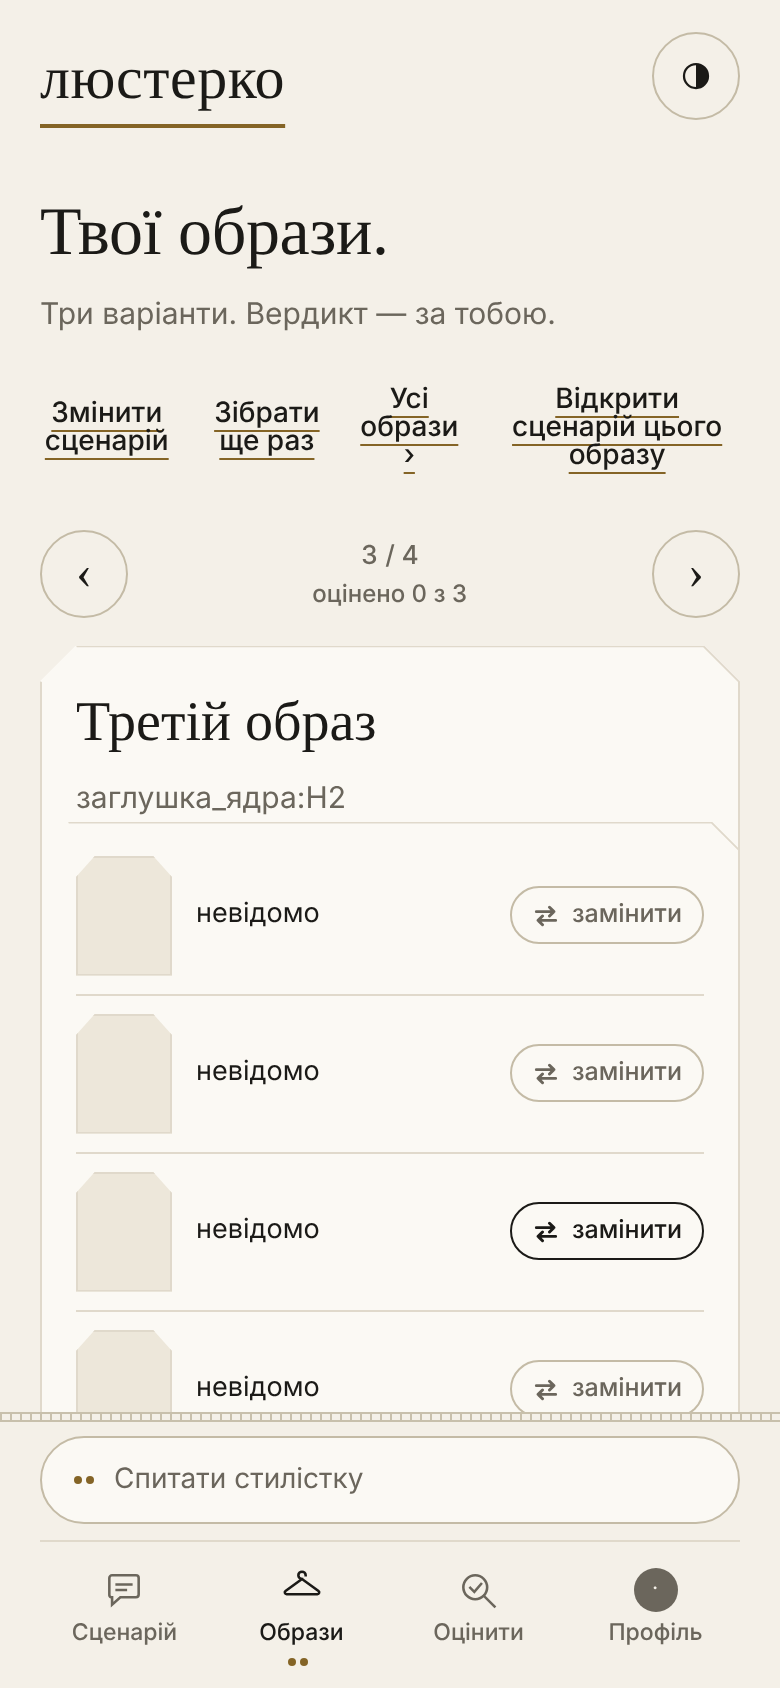 люстерко
Твої образи.
Три варіанти. Вердикт — за тобою.
Змінити
сценарій
Зібрати
ще раз
Усі
образи
›
Відкрити
сценарій цього
образу
‹
3 / 4
оцінено 0 з 3
›
Третій образ
заглушка_ядра:H2
невідомо
⇄ замінити
невідомо
⇄ замінити
невідомо
⇄ замінити
невідомо
⇄ замінити
Спитати стилістку
Сценарій
Образи
Оцінити
Профіль